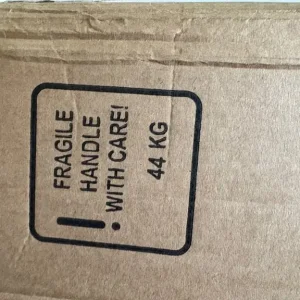 FRAGILE
HANDLE
! WITH CARE!
44 KG